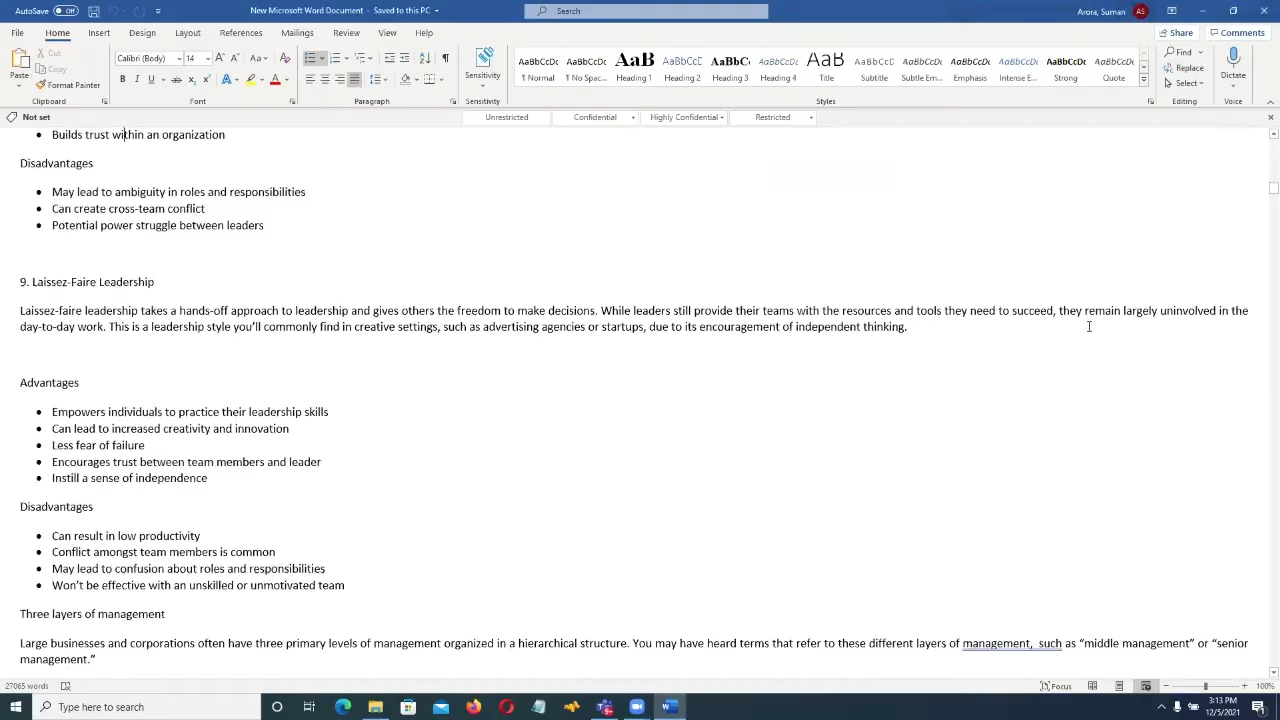 AutoSave Off
New Microsoft Word Document - Saved to this PC
Search
Arora, Suman AS
File Home Insert Design Layout References Mailings Review View Help
Share Comments
Paste
Cut
Copy
Format Painter
Calibri (Body) 14
Sensitivity
AaBbCcDc AaBbCcDc AaB AaBbCcD AaBbCc AaBbCcDc AaB AaBbCcD AaBbCcDc AaBbCcDc AaBbCcDc AaBbCcDc AaBbCcDc
¶ Normal ¶ No Spac... Heading 1 Heading 2 Heading 3 Heading 4 Title Subtitle Subtle Em... Emphasis Intense E... Strong Quote
Find
Replace
Select
Dictate
Clipboard Font Paragraph Sensitivity Styles Editing Voice
Not set Unrestricted Confidential Highly Confidential Restricted
• Builds trust within an organization
Disadvantages
• May lead to ambiguity in roles and responsibilities
• Can create cross-team conflict
• Potential power struggle between leaders
9. Laissez-Faire Leadership
Laissez-faire leadership takes a hands-off approach to leadership and gives others the freedom to make decisions. While leaders still provide their teams with the resources and tools they need to succeed, they remain largely uninvolved in the
day-to-day work. This is a leadership style you’ll commonly find in creative settings, such as advertising agencies or startups, due to its encouragement of independent thinking.
Advantages
• Empowers individuals to practice their leadership skills
• Can lead to increased creativity and innovation
• Less fear of failure
• Encourages trust between team members and leader
• Instill a sense of independence
Disadvantages
• Can result in low productivity
• Conflict amongst team members is common
• May lead to confusion about roles and responsibilities
• Won’t be effective with an unskilled or unmotivated team
Three layers of management
Large businesses and corporations often have three primary levels of management organized in a hierarchical structure. You may have heard terms that refer to these different layers of management, such as “middle management” or “senior
management.”
27065 words
Focus
100%
Type here to search
3:13 PM
12/5/2021